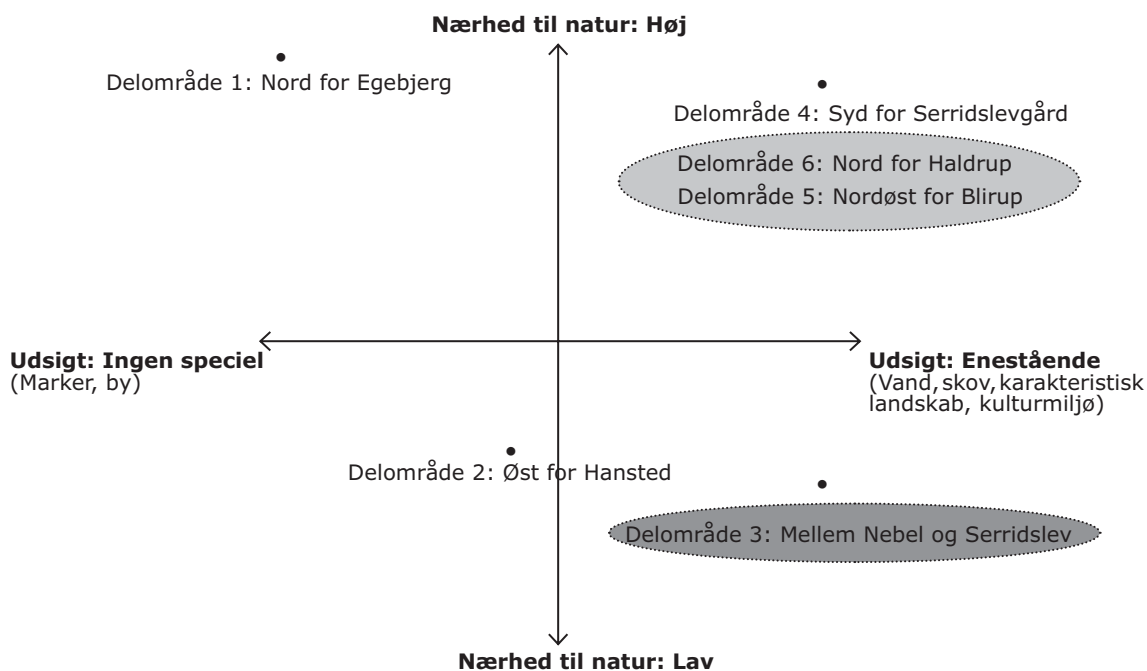 Nærhed til natur: Høj
Delområde 1: Nord for Egebjerg
Delområde 4: Syd for Serridslevgård
Delområde 6: Nord for Haldrup
Delområde 5: Nordøst for Blirup
Udsigt: Ingen speciel
(Marker, by)
Udsigt: Enestående
(Vand, skov, karakteristisk
landskab, kulturmiljø)
Delområde 2: Øst for Hansted
Delområde 3: Mellem Nebel og Serridslev
Nærhed til natur: Lav